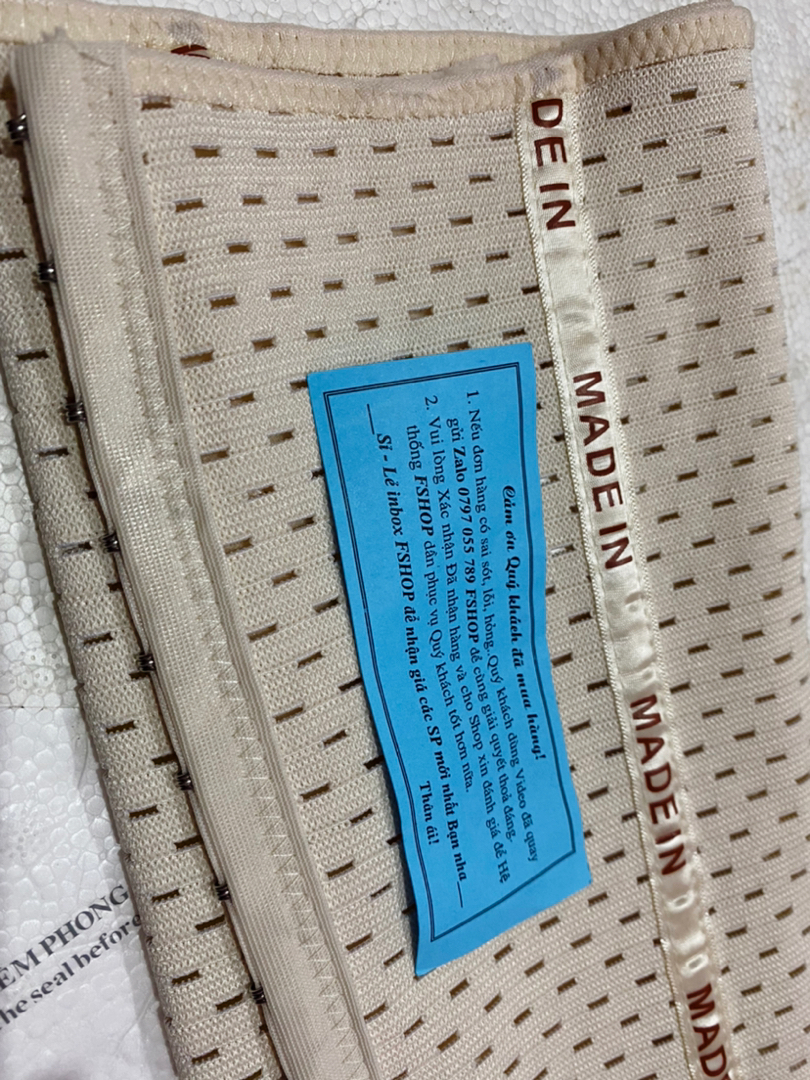 Cảm ơn Quý khách đã mua hàng!
1. Nếu đơn hàng có sai sót, lỗi, hỏng...Quý khách dùng Video đã quay
gửi Zalo 0797 055 789 FSHOP để cùng giải quyết thoả đáng.
2. Vui lòng Xác nhận Đã nhận hàng và cho Shop xin đánh giá để Hệ
thống FSHOP dần phục vụ Quý khách tốt hơn nữa.
Thân ái!
___Sỉ - Lẻ inbox FSHOP để nhận giá các SP mới nhất Bạn nha___
DE IN
MADE IN
MADE IN
MAD
EM PHONG
he seal before